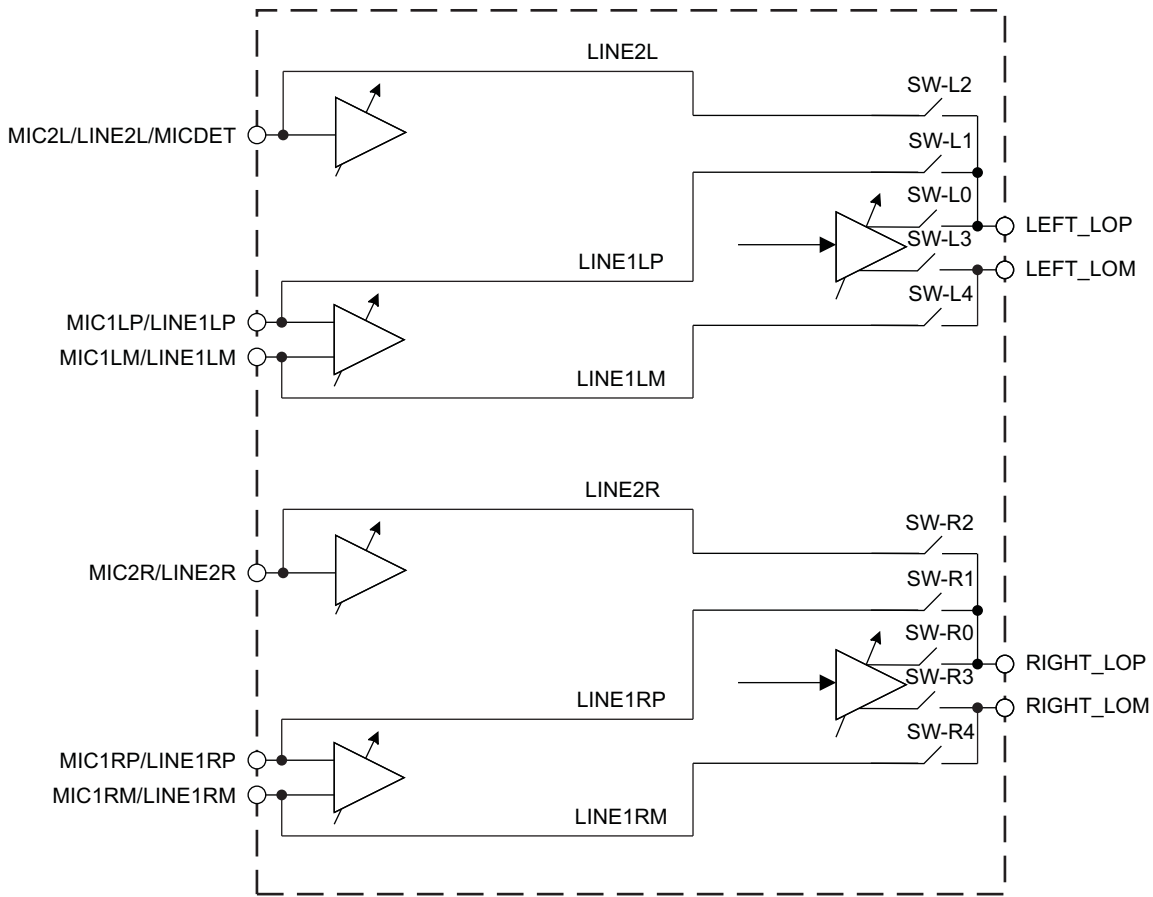 LINE2L
SW-L2
MIC2L/LINE2L/MICDET
SW-L1
SW-L0
LEFT_LOP
SW-L3
LINE1LP
LEFT_LOM
SW-L4
MIC1LP/LINE1LP
MIC1LM/LINE1LM
LINE1LM
LINE2R
SW-R2
MIC2R/LINE2R
SW-R1
SW-R0
RIGHT_LOP
SW-R3
LINE1RP
RIGHT_LOM
SW-R4
MIC1RP/LINE1RP
MIC1RM/LINE1RM
LINE1RM